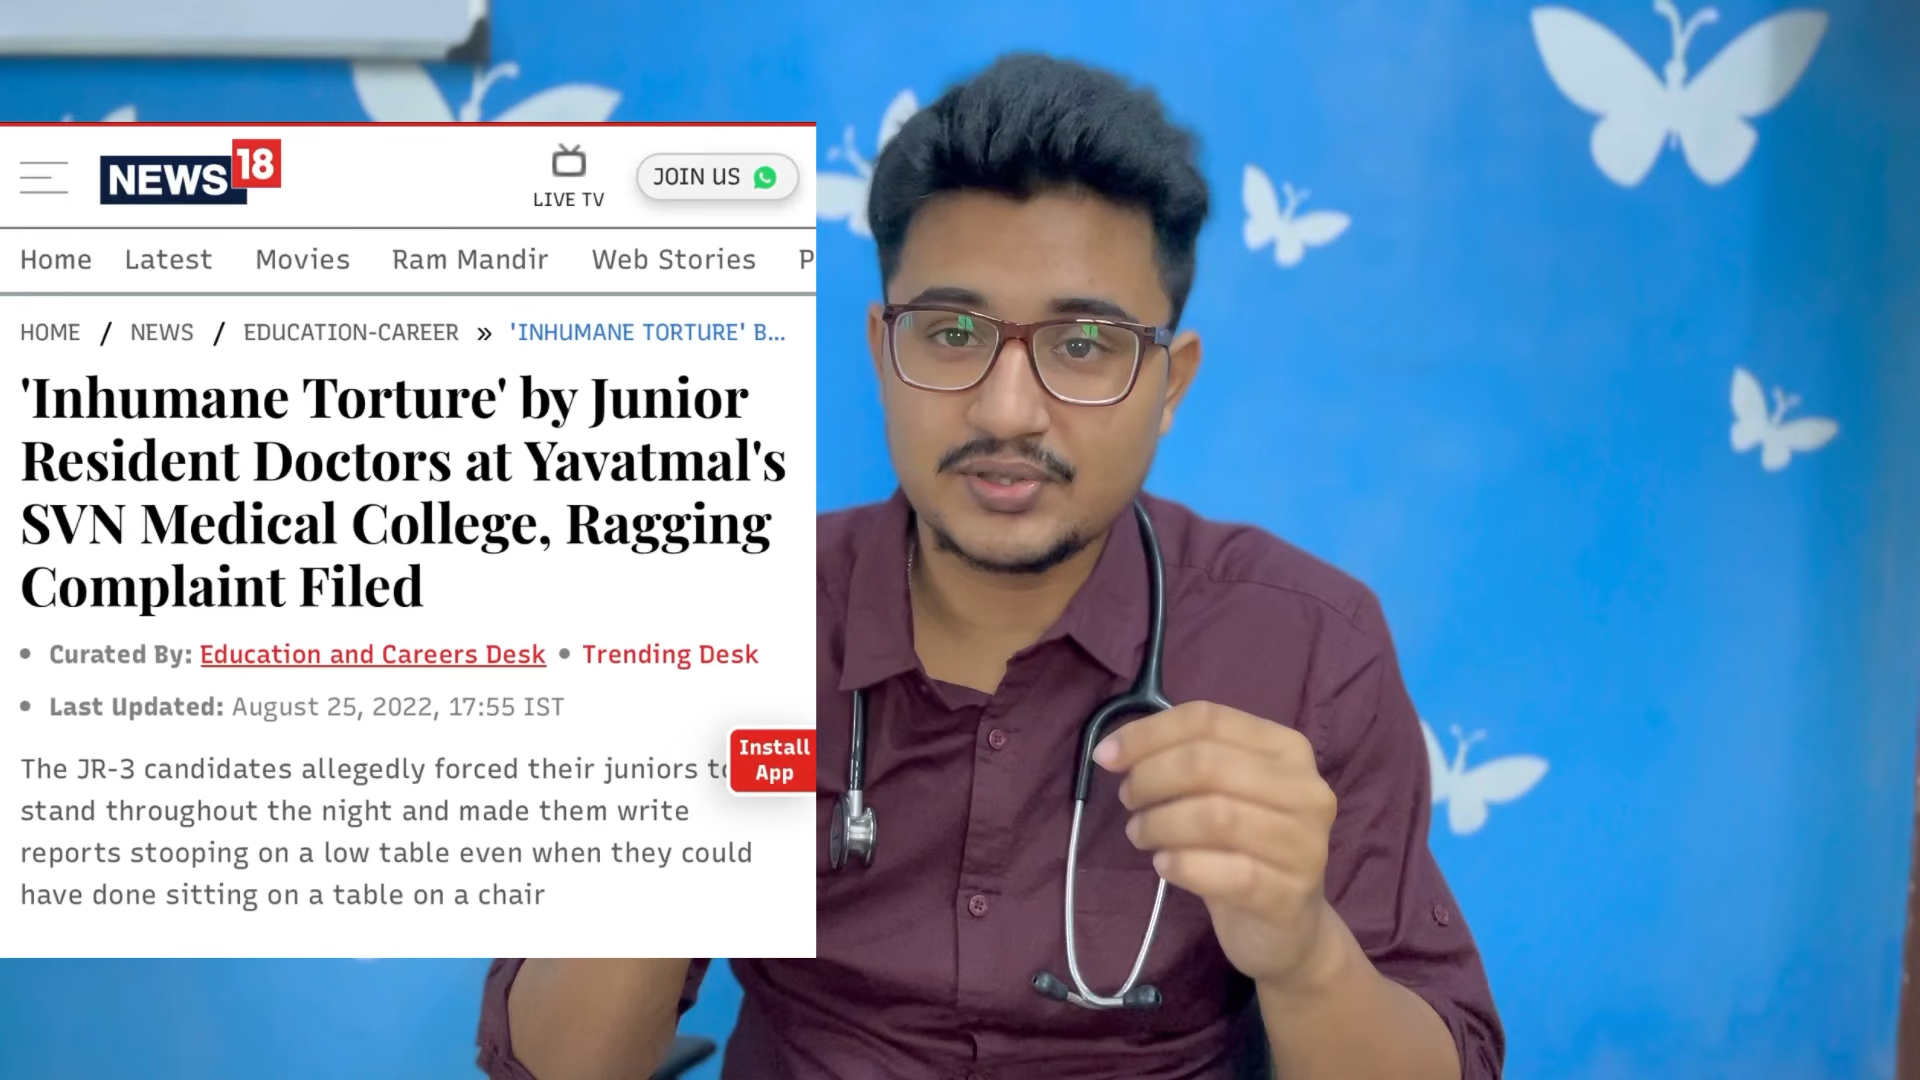 NEWS 18
LIVE TV
JOIN US
Home Latest Movies Ram Mandir Web Stories P
HOME / NEWS / EDUCATION-CAREER » 'INHUMANE TORTURE' B...
'Inhumane Torture' by Junior
Resident Doctors at Yavatmal's
SVN Medical College, Ragging
Complaint Filed
• Curated By: Education and Careers Desk • Trending Desk
• Last Updated: August 25, 2022, 17:55 IST
Install
App
The JR-3 candidates allegedly forced their juniors to
stand throughout the night and made them write
reports stooping on a low table even when they could
have done sitting on a table on a chair